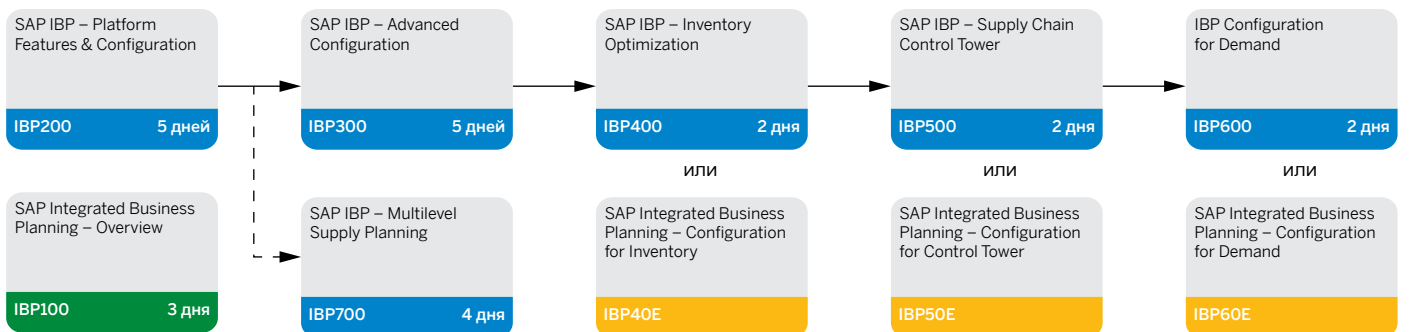 SAP IBP – Platform
Features & Configuration
IBP200 5 дней
SAP IBP – Advanced
Configuration
IBP300 5 дней
SAP IBP – Inventory
Optimization
IBP400 2 дня
SAP IBP – Supply Chain
Control Tower
IBP500 2 дня
IBP Configuration
for Demand
IBP600 2 дня
или
или
или
SAP Integrated Business
Planning – Overview
IBP100 3 дня
SAP IBP – Multilevel
Supply Planning
IBP700 4 дня
SAP Integrated Business
Planning – Configuration
for Inventory
IBP40E
SAP Integrated Business
Planning – Configuration
for Control Tower
IBP50E
SAP Integrated Business
Planning – Configuration
for Demand
IBP60E